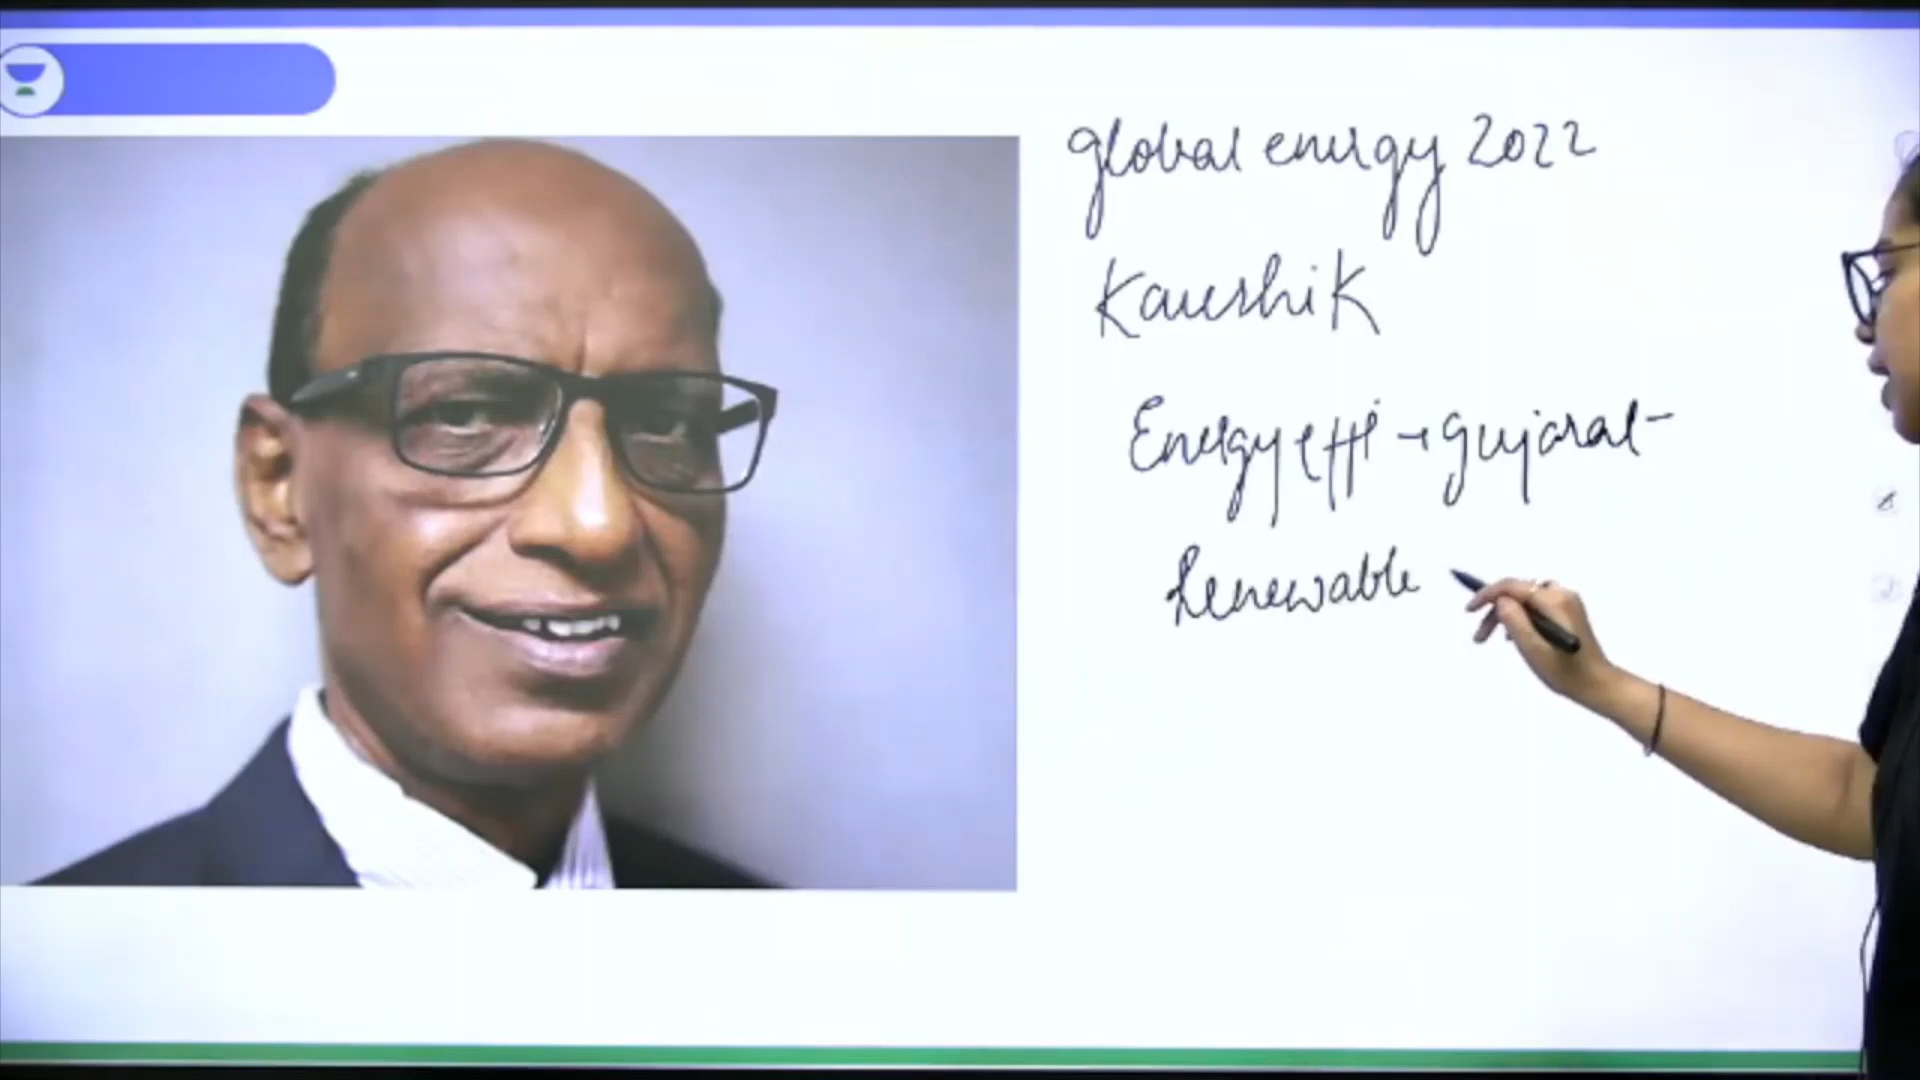 global energy 2022
Kaushik
Energy effi → gujarat -
Renewable